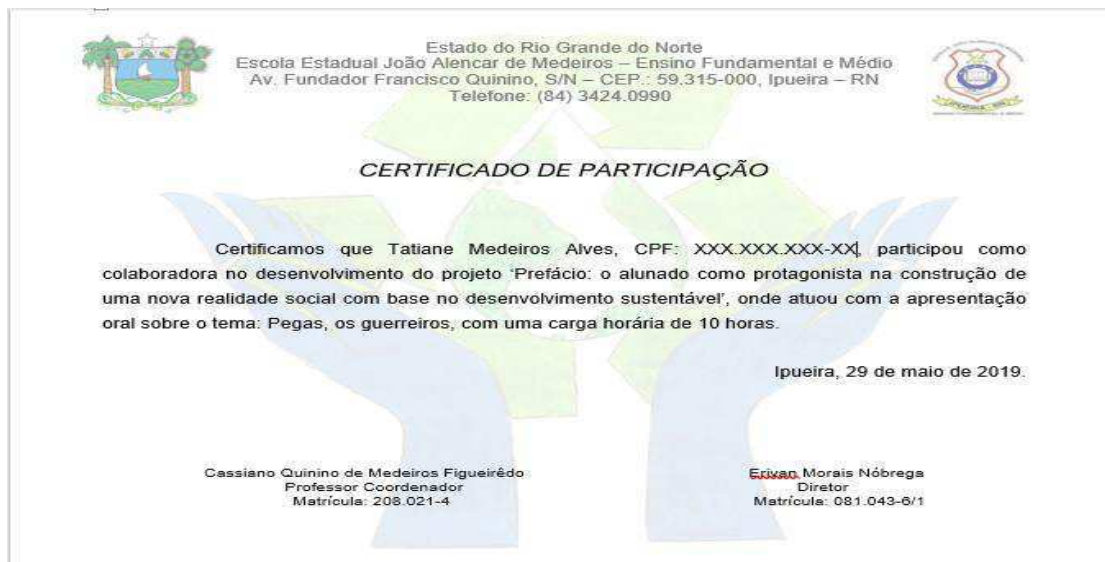 Estado do Rio Grande do Norte
Escola Estadual João Alencar de Medeiros – Ensino Fundamental e Médio
Av. Fundador Francisco Quinino, S/N – CEP.: 59.315-000, Ipueira – RN
Telefone: (84) 3424.0990
CERTIFICADO DE PARTICIPAÇÃO
Certificamos que Tatiane Medeiros Alves, CPF: XXX.XXX.XXX-XX, participou como
colaboradora no desenvolvimento do projeto ‘Prefácio: o alunado como protagonista na construção de
uma nova realidade social com base no desenvolvimento sustentável’, onde atuou com a apresentação
oral sobre o tema: Pegas, os guerreiros, com uma carga horária de 10 horas.
Ipueira, 29 de maio de 2019.
Cassiano Quinino de Medeiros Figueirêdo
Professor Coordenador
Matrícula: 208.021-4
Erivan Morais Nóbrega
Diretor
Matrícula: 081.043-6/1